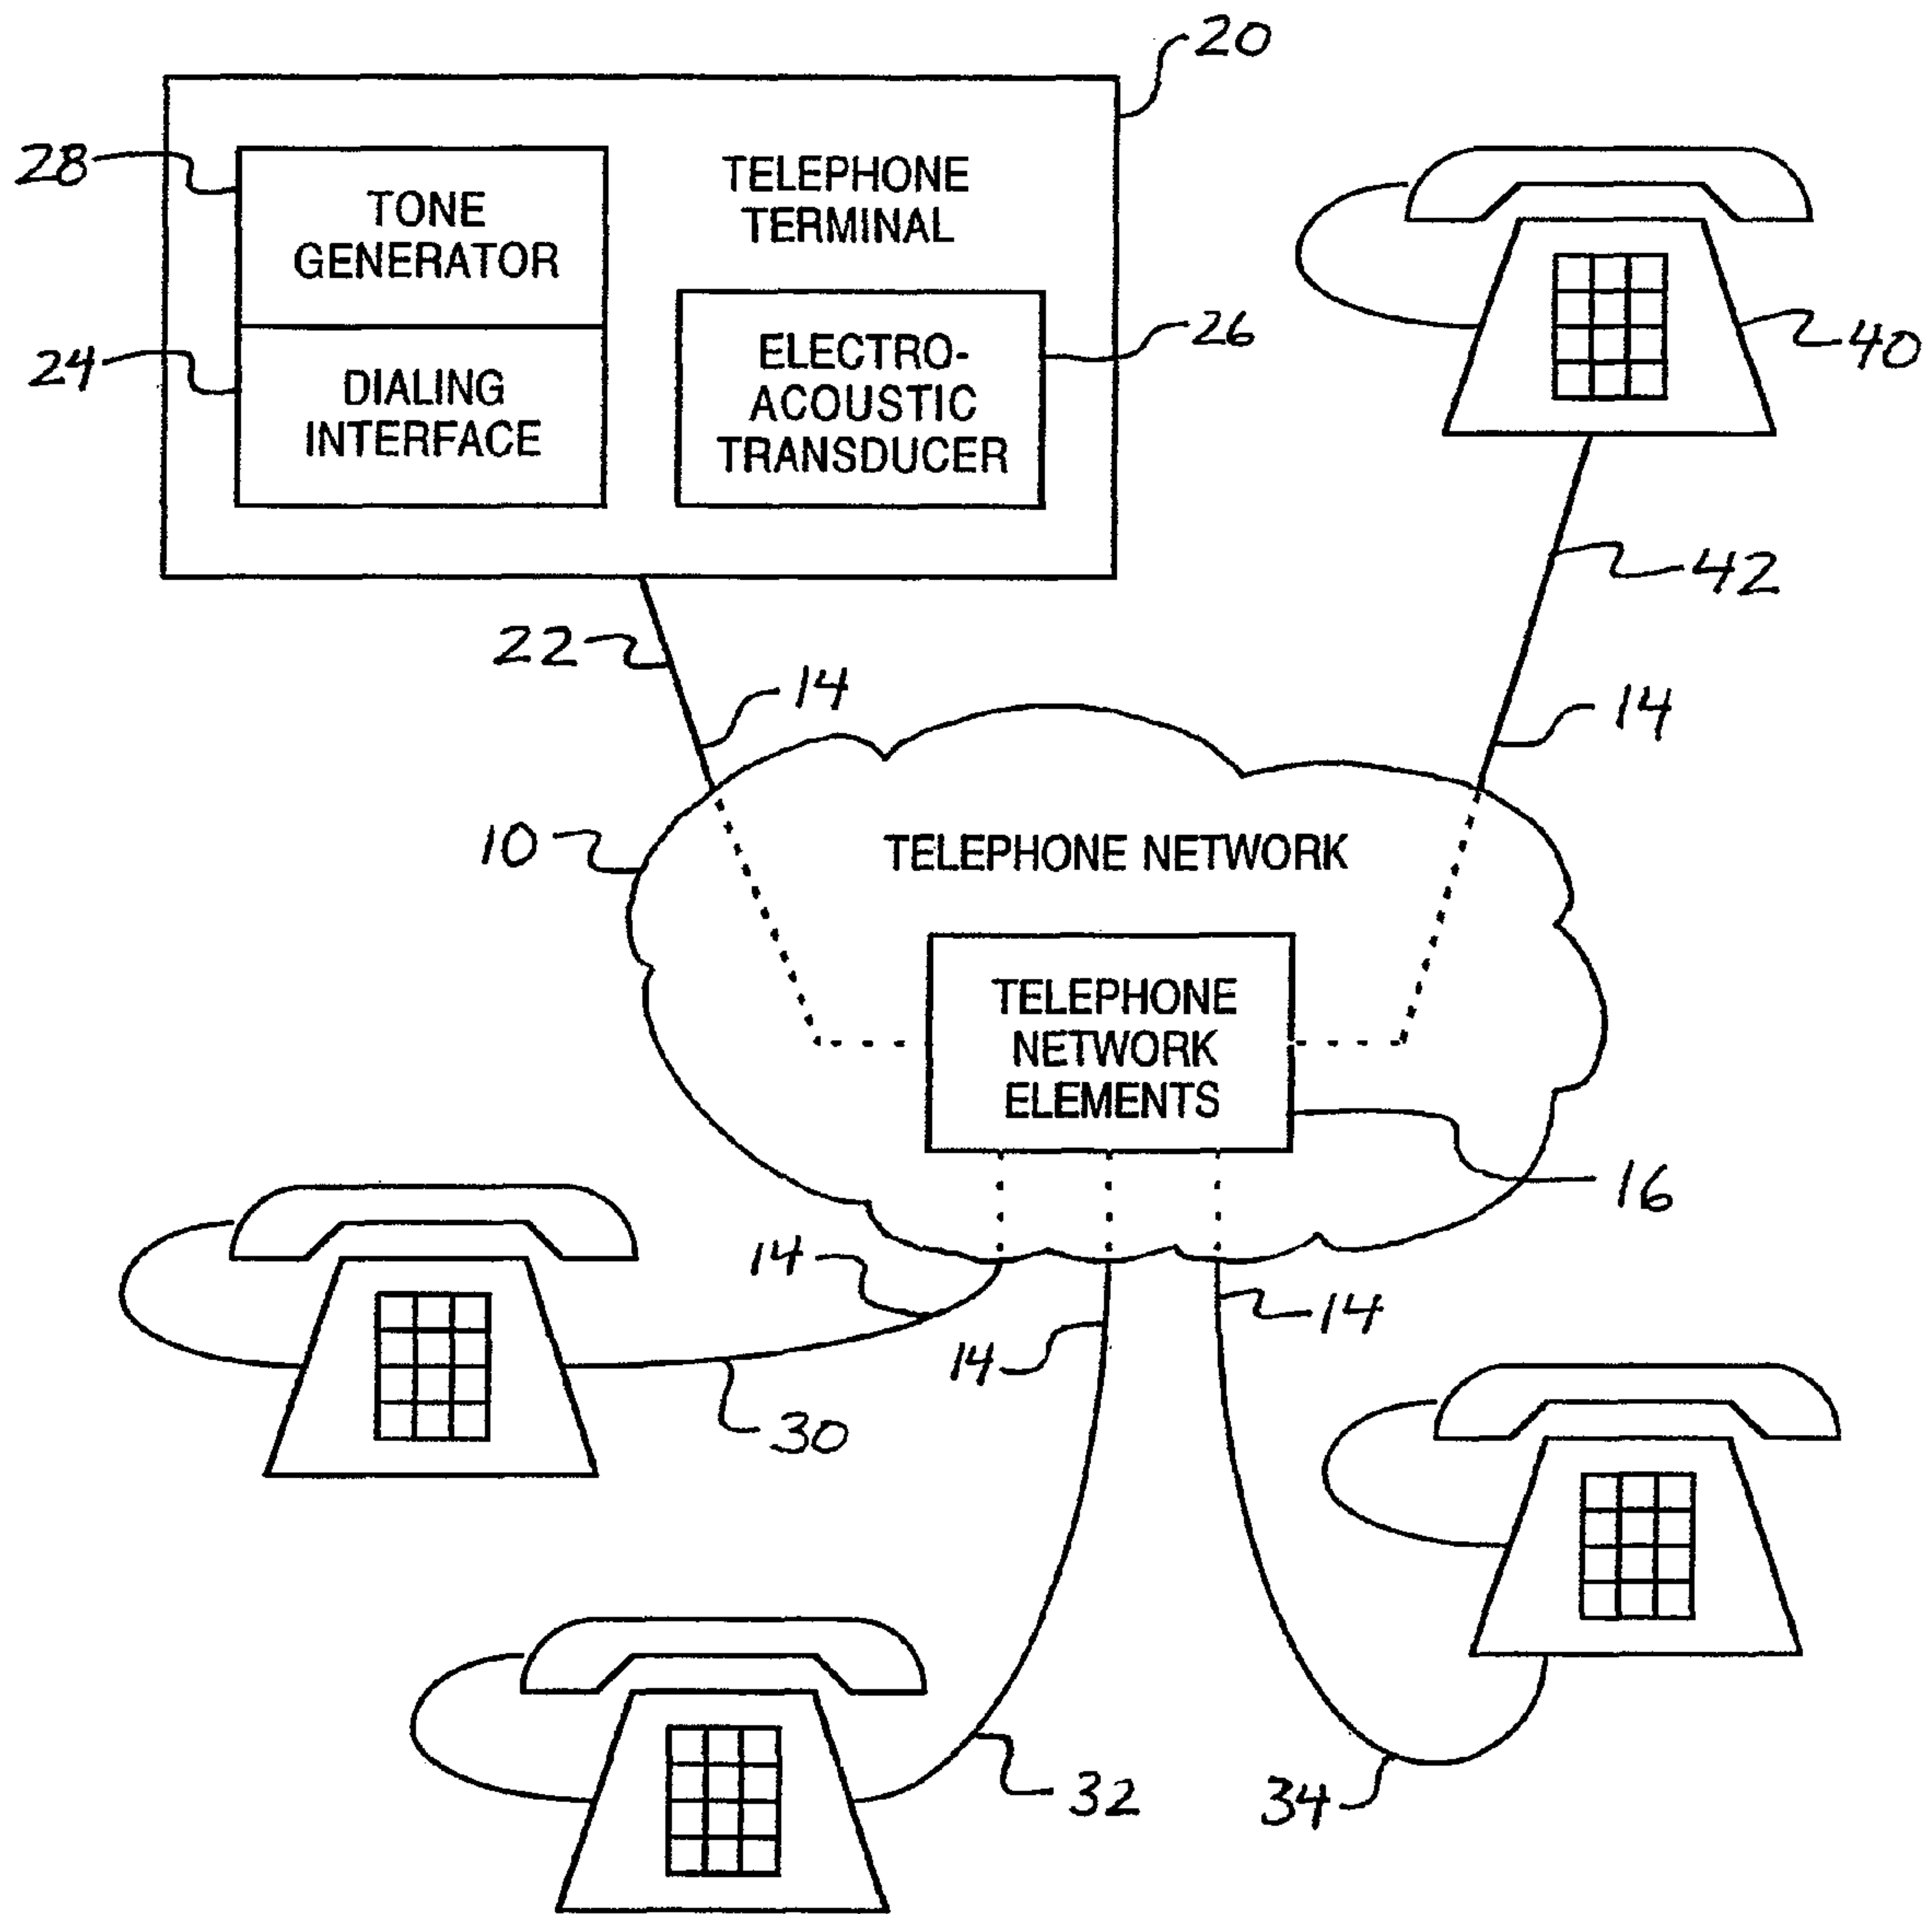 20
28
TONE
GENERATOR
TELEPHONE
TERMINAL
24
DIALING
INTERFACE
ELECTRO-
ACOUSTIC
TRANSDUCER
26
40
42
22
14
14
10
TELEPHONE NETWORK
TELEPHONE
NETWORK
ELEMENTS
16
14
14
14
30
32
34